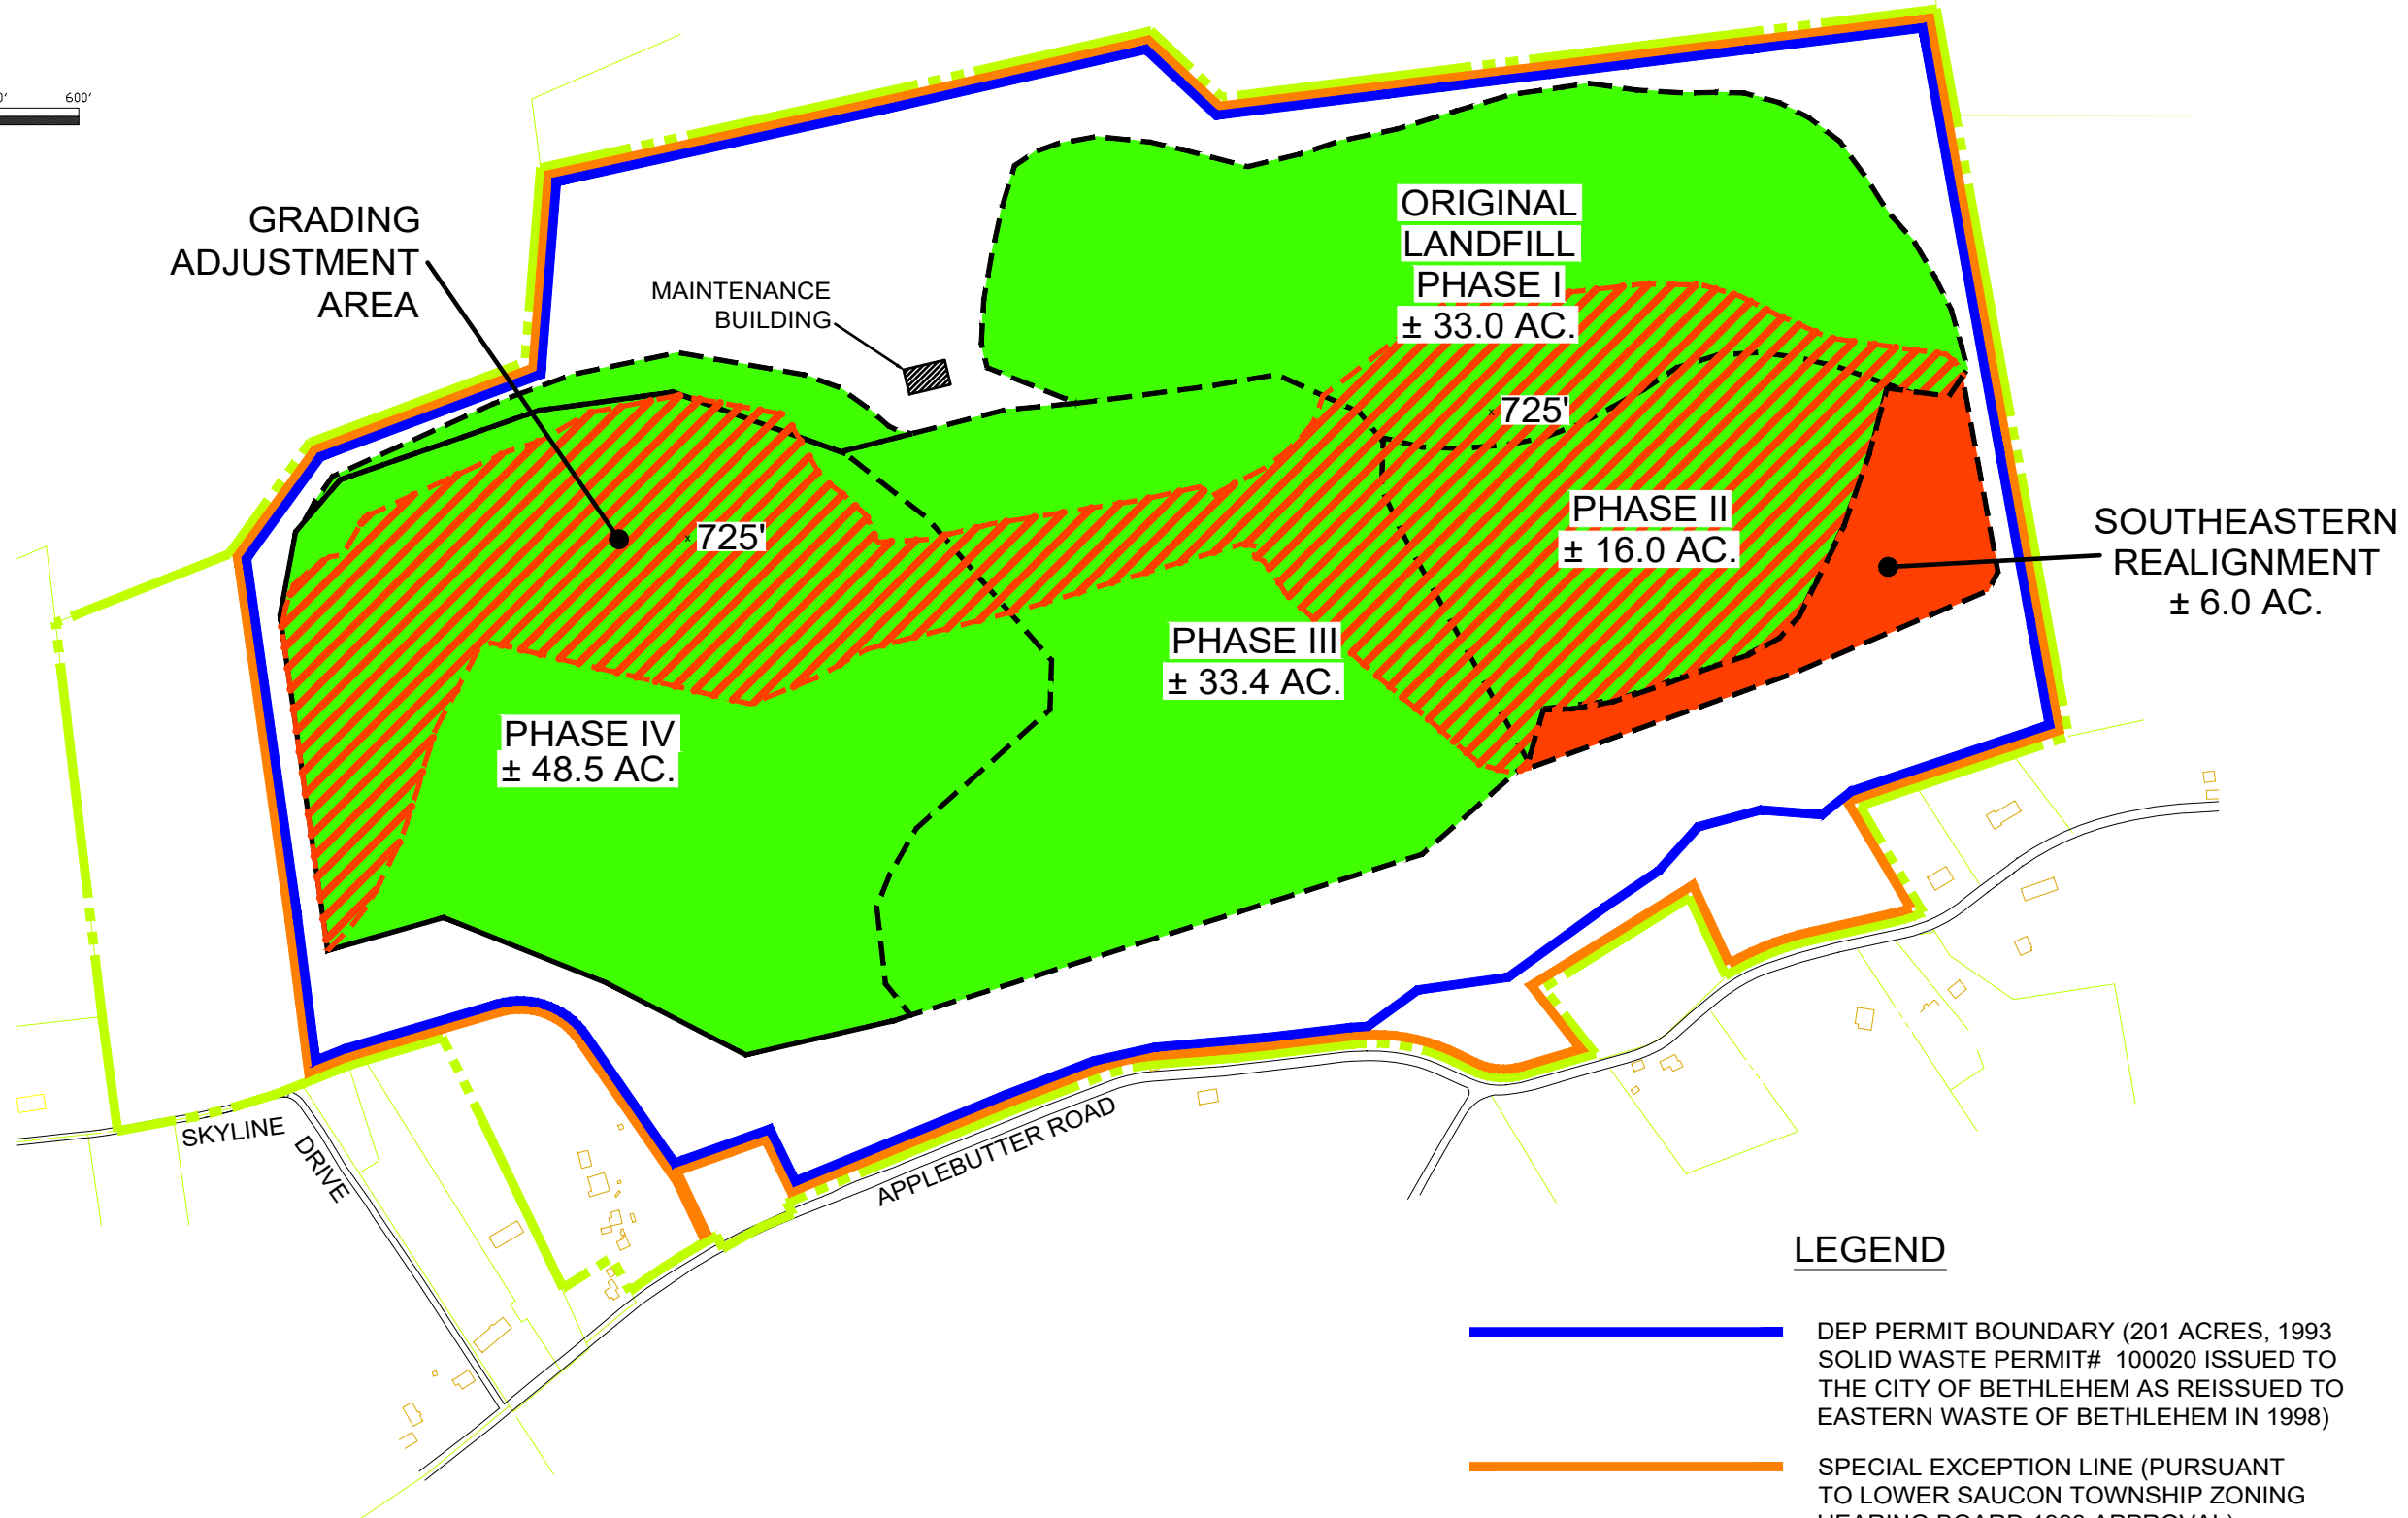 600'
GRADING
ADJUSTMENT
AREA
MAINTENANCE
BUILDING
ORIGINAL
LANDFILL
PHASE I
± 33.0 AC.
x 725'
x 725'
PHASE II
± 16.0 AC.
SOUTHEASTERN
REALIGNMENT
± 6.0 AC.
PHASE III
± 33.4 AC.
PHASE IV
± 48.5 AC.
SKYLINE
DRIVE
APPLEBUTTER ROAD
LEGEND
DEP PERMIT BOUNDARY (201 ACRES, 1993
SOLID WASTE PERMIT# 100020 ISSUED TO
THE CITY OF BETHLEHEM AS REISSUED TO
EASTERN WASTE OF BETHLEHEM IN 1998)
SPECIAL EXCEPTION LINE (PURSUANT
TO LOWER SAUCON TOWNSHIP ZONING
HEARING BOARD